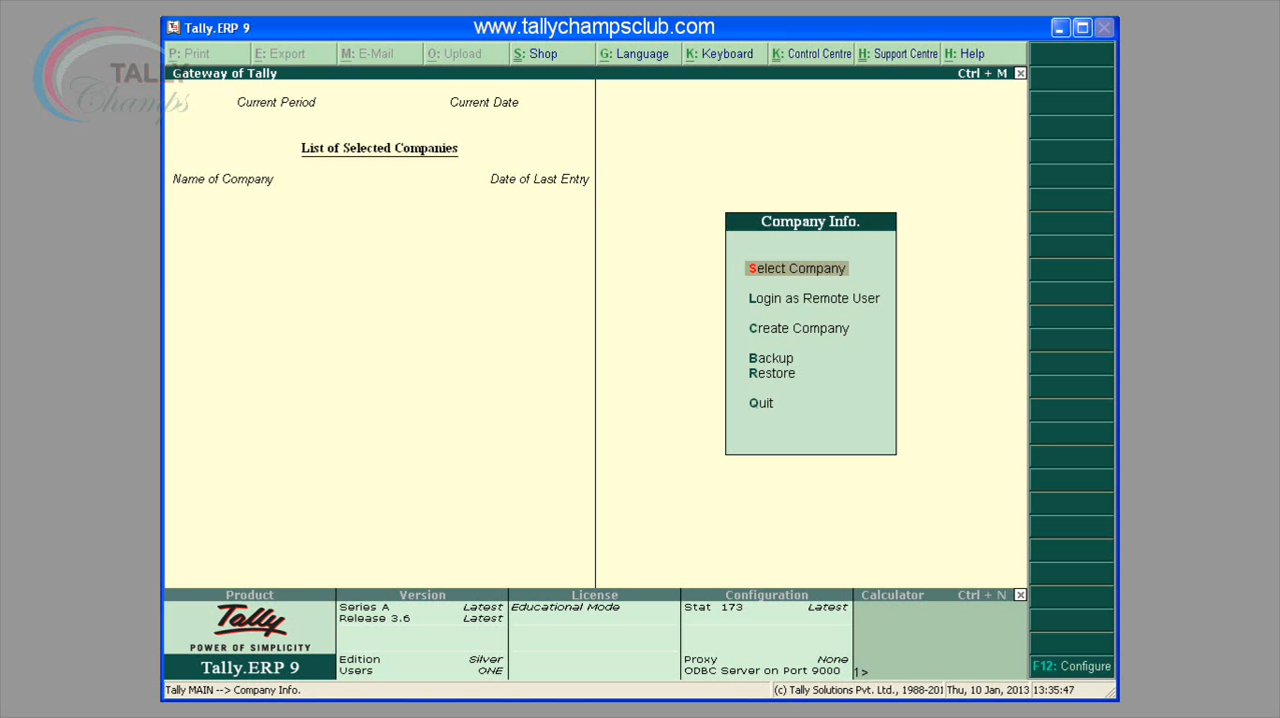 www.tallychampsclub.com
Tally.ERP 9
TALLY
Champs
P: Print E: Export M: E-Mail O: Upload S: Shop G: Language K: Keyboard K: Control Centre H: Support Centre H: Help
Gateway of Tally Ctrl + M
Current Period Current Date
List of Selected Companies
Name of Company Date of Last Entry
Company Info.
Select Company
Login as Remote User
Create Company
Backup
Restore
Quit
Product Version License Configuration Calculator Ctrl + N
Tally
POWER OF SIMPLICITY
Tally.ERP 9
Series A Latest
Release 3.6 Latest
Edition Silver
Users ONE
Educational Mode
Stat 173 Latest
Proxy None
ODBC Server on Port 9000
1>
F12: Configure
Tally MAIN --> Company Info. (c) Tally Solutions Pvt. Ltd., 1988-201 Thu, 10 Jan, 2013 13:35:47